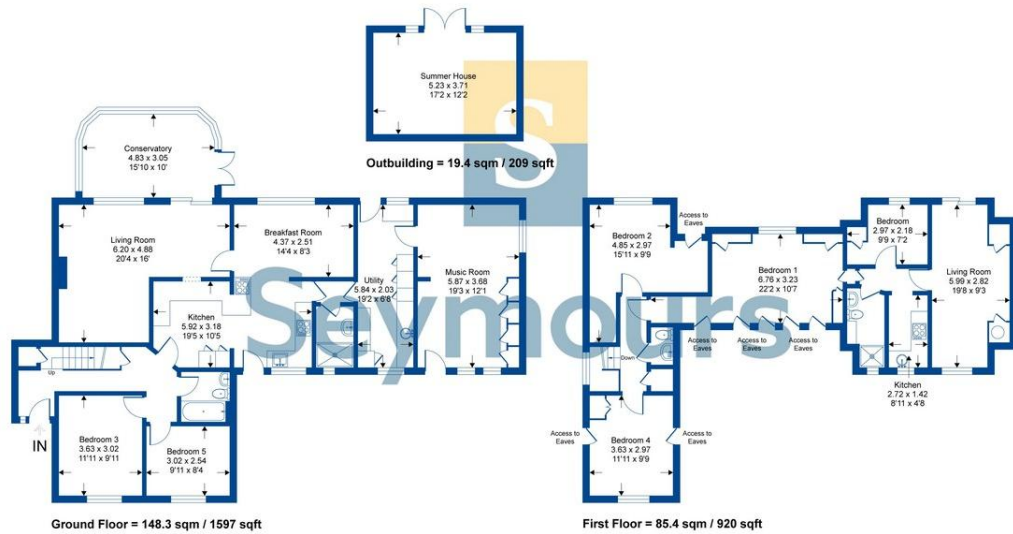 Summer House
5.23 x 3.71
17'2 x 12'2
Outbuilding = 19.4 sqm / 209 sqft
S
Seymours
Conservatory
4.83 x 3.05
15'10 x 10'
Living Room
6.20 x 4.88
20'4 x 16'
Breakfast Room
4.37 x 2.51
14'4 x 8'3
Utility
5.84 x 2.03
19'2 x 6'8
Music Room
5.87 x 3.68
19'3 x 12'1
Kitchen
5.92 x 3.18
19'5 x 10'5
Up
IN
Bedroom 3
3.63 x 3.02
11'11 x 9'11
Bedroom 5
3.02 x 2.54
9'11 x 8'4
Ground Floor = 148.3 sqm / 1597 sqft
Bedroom 2
4.85 x 2.97
15'11 x 9'9
Access to
Eaves
Bedroom 1
6.76 x 3.23
22'2 x 10'7
Bedroom
2.97 x 2.18
9'9 x 7'2
Living Room
5.99 x 2.82
19'8 x 9'3
Access to
Eaves
Access to
Eaves
Access to
Eaves
Down
Kitchen
2.72 x 1.42
8'11 x 4'8
Access to
Eaves
Bedroom 4
3.63 x 2.97
11'11 x 9'9
Access to
Eaves
First Floor = 85.4 sqm / 920 sqft